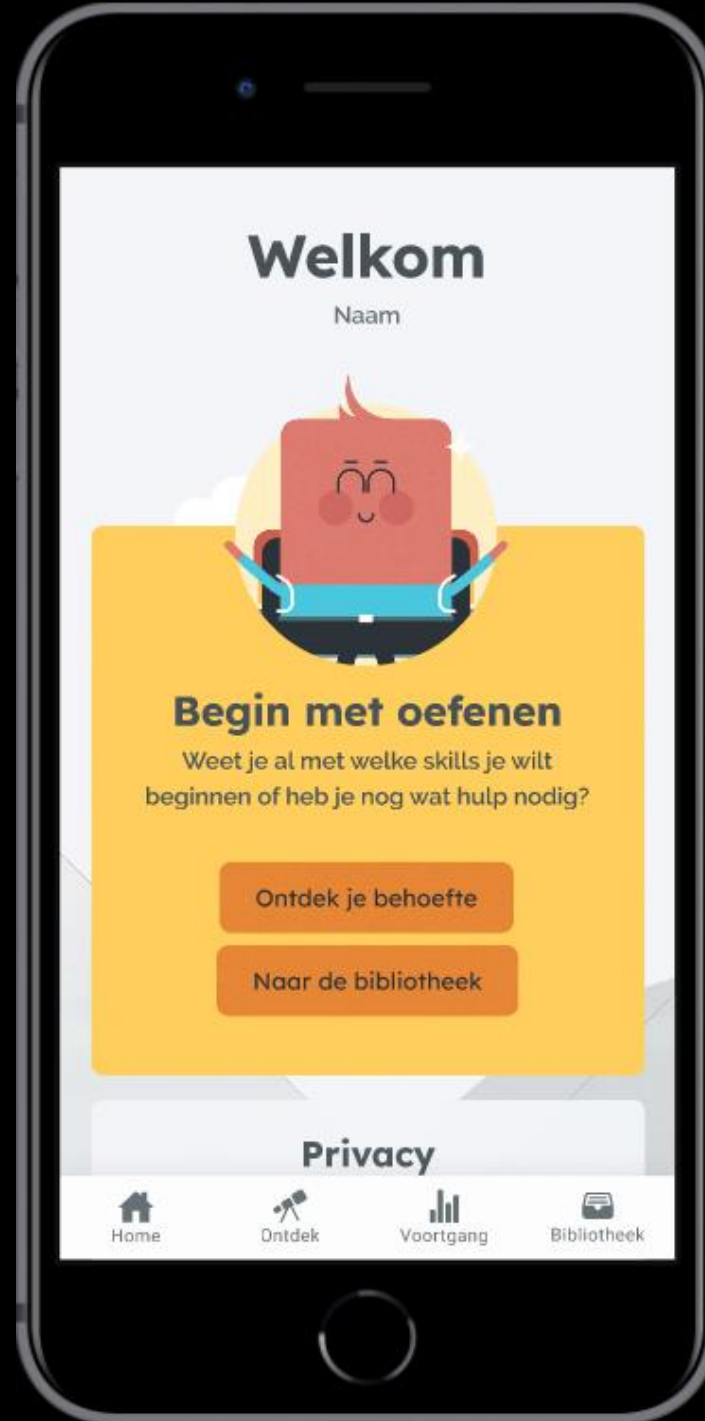 Welkom
Naam
Begin met oefenen
Weet je al met welke skills je wilt
beginnen of heb je nog wat hulp nodig?
Ontdek je behoefte
Naar de bibliotheek
Privacy
Home
Ontdek
Voortgang
Bibliotheek